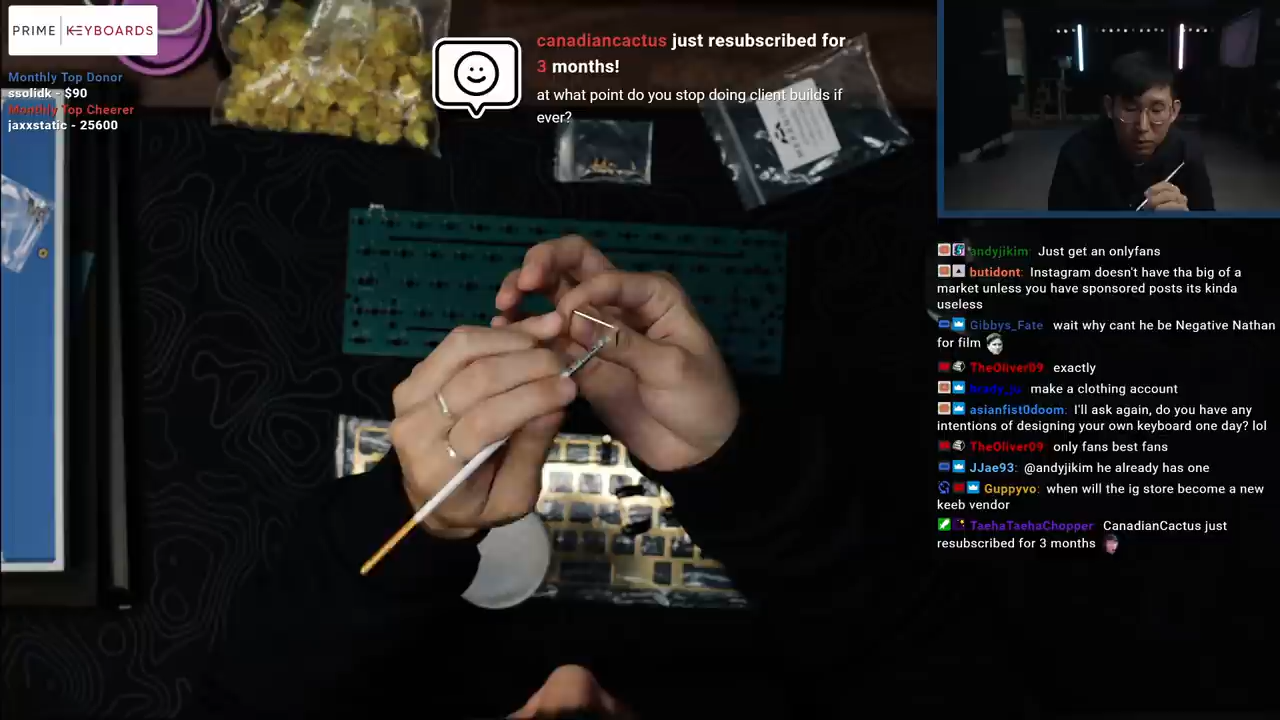 PRIME KEYBOARDS
Monthly Top Donor
ssolidk - $90
Monthly Top Cheerer
jaxxstatic - 25600
canadiancactus just resubscribed for
3 months!
at what point do you stop doing client builds if
ever?
andyjikim: Just get an onlyfans
butidont: Instagram doesn't have tha big of a
market unless you have sponsored posts its kinda
useless
Gibbys_Fate wait why cant he be Negative Nathan
for film
TheOliver09 exactly
make a clothing account
asianfist0doom: I'll ask again, do you have any
intentions of designing your own keyboard one day? lol
TheOliver09 only fans best fans
JJae93: @andyjikim he already has one
Guppyvo: when will the ig store become a new
keeb vendor
TaehaTaehaChopper CanadianCactus just
resubscribed for 3 months